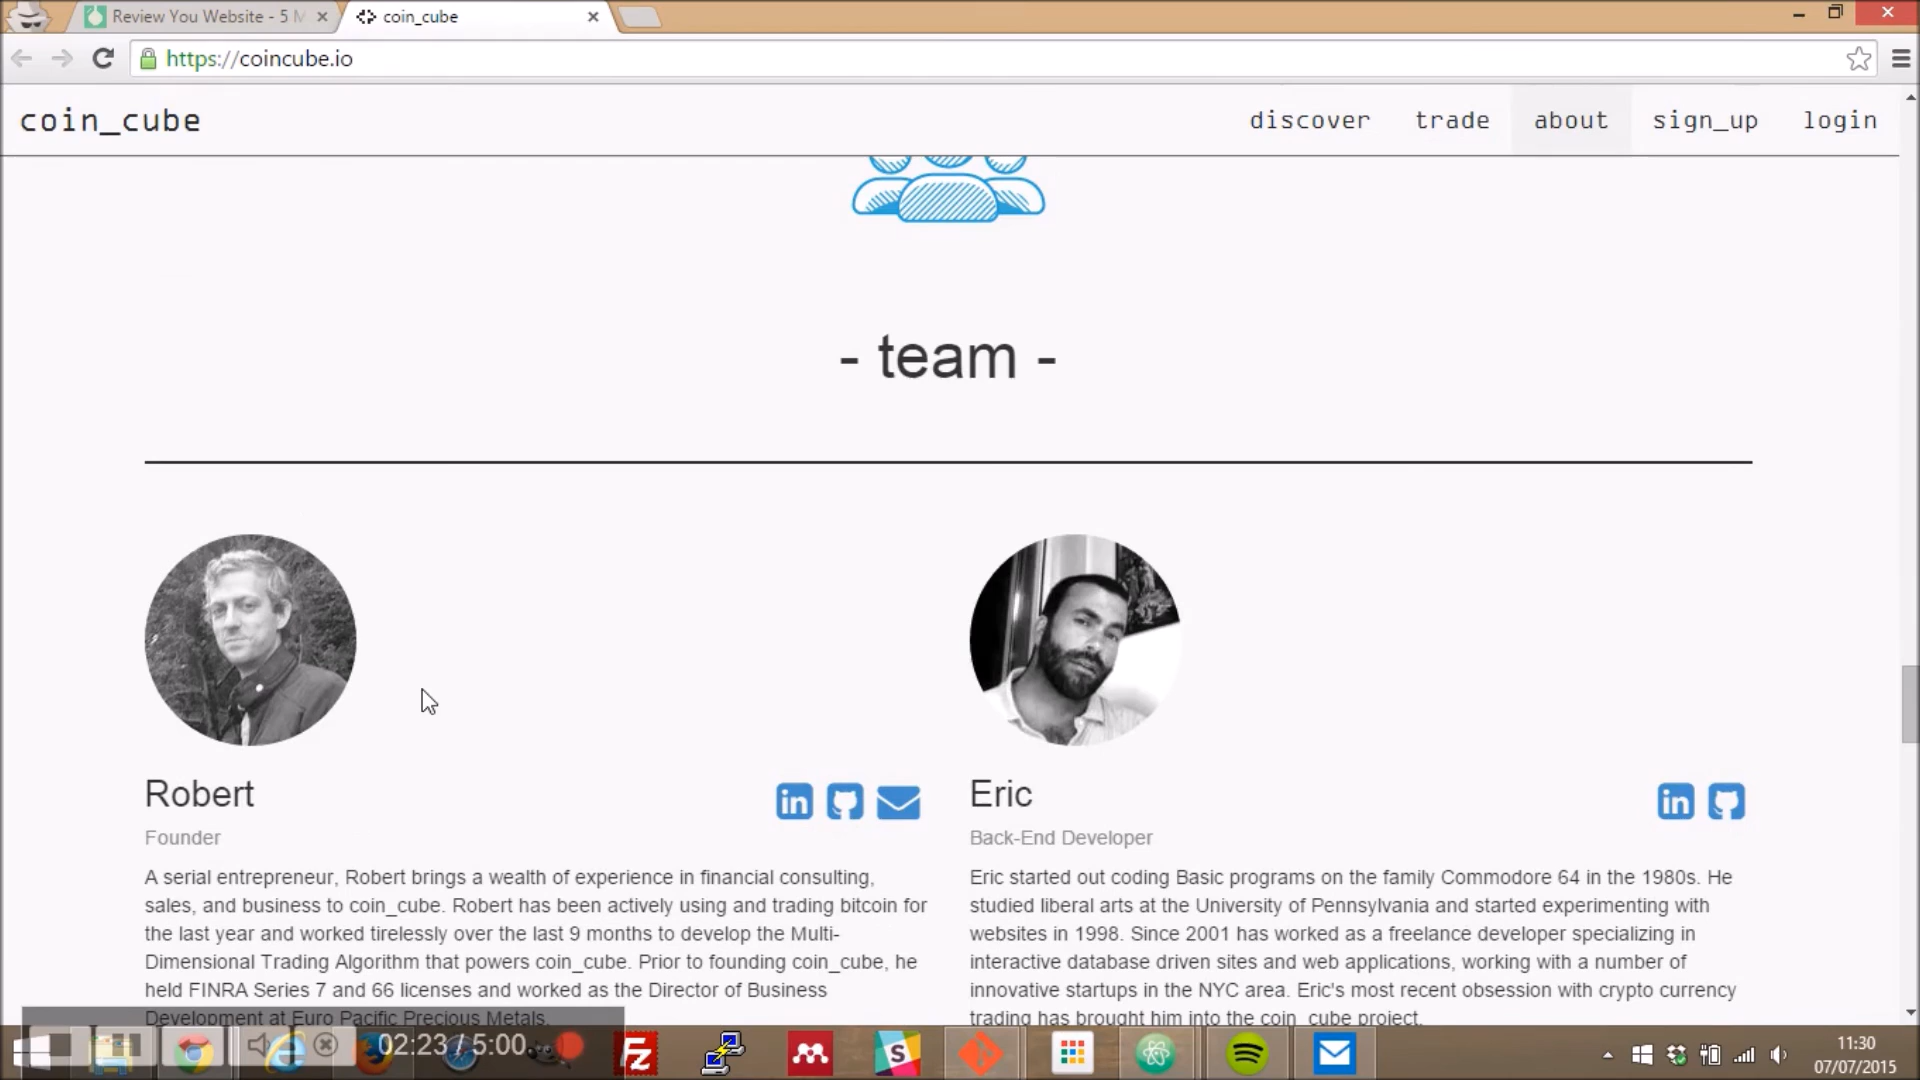 Review You Website - 5 M
coin_cube
https://coincube.io
coin_cube
discover
trade
about
sign_up
login
- team -
Robert
Founder
A serial entrepreneur, Robert brings a wealth of experience in financial consulting,
sales, and business to coin_cube. Robert has been actively using and trading bitcoin for
the last year and worked tirelessly over the last 9 months to develop the Multi-
Dimensional Trading Algorithm that powers coin_cube. Prior to founding coin_cube, he
held FINRA Series 7 and 66 licenses and worked as the Director of Business
Development at Euro Pacific Precious Metals.
Eric
Back-End Developer
Eric started out coding Basic programs on the family Commodore 64 in the 1980s. He
studied liberal arts at the University of Pennsylvania and started experimenting with
websites in 1998. Since 2001 has worked as a freelance developer specializing in
interactive database driven sites and web applications, working with a number of
innovative startups in the NYC area. Eric's most recent obsession with crypto currency
trading has brought him into the coin_cube project.
02:23 / 5:00
11:30
07/07/2015